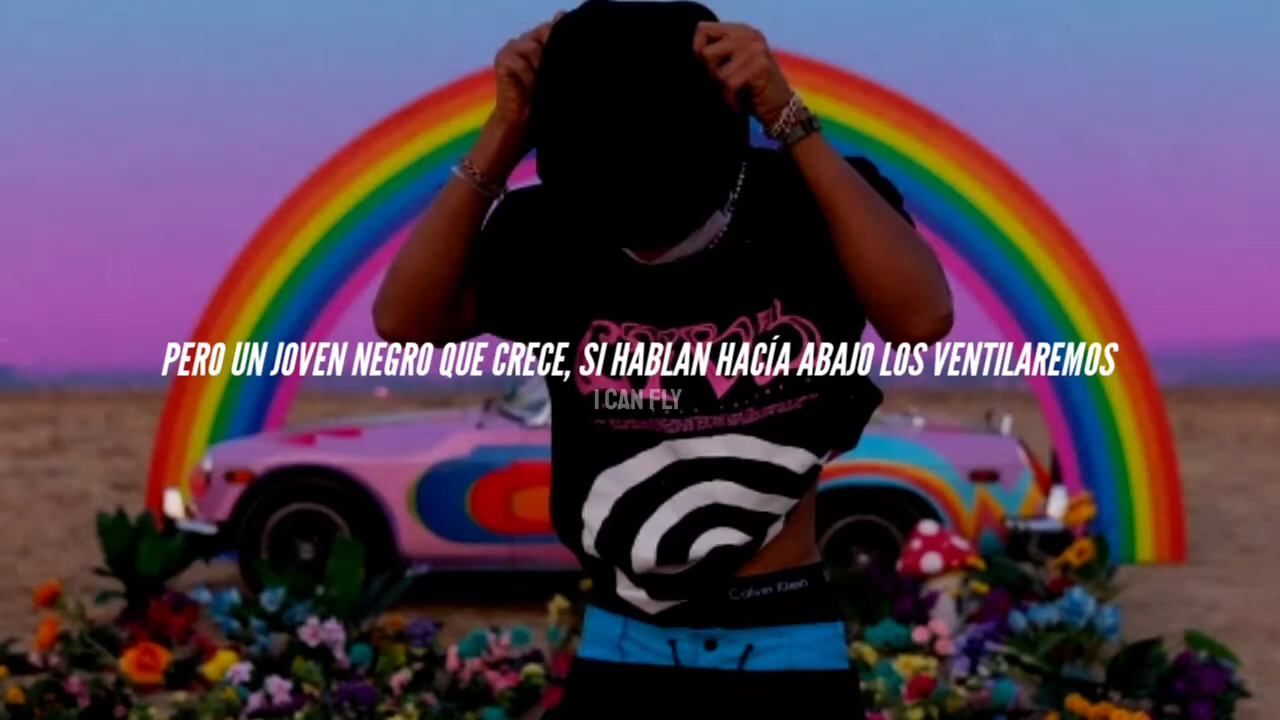 PERO UN JOVEN NEGRO QUE CRECE, SI HABLAN HACÍA ABAJO LOS VENTILAREMOS
I CAN FLY
Calvin Klein